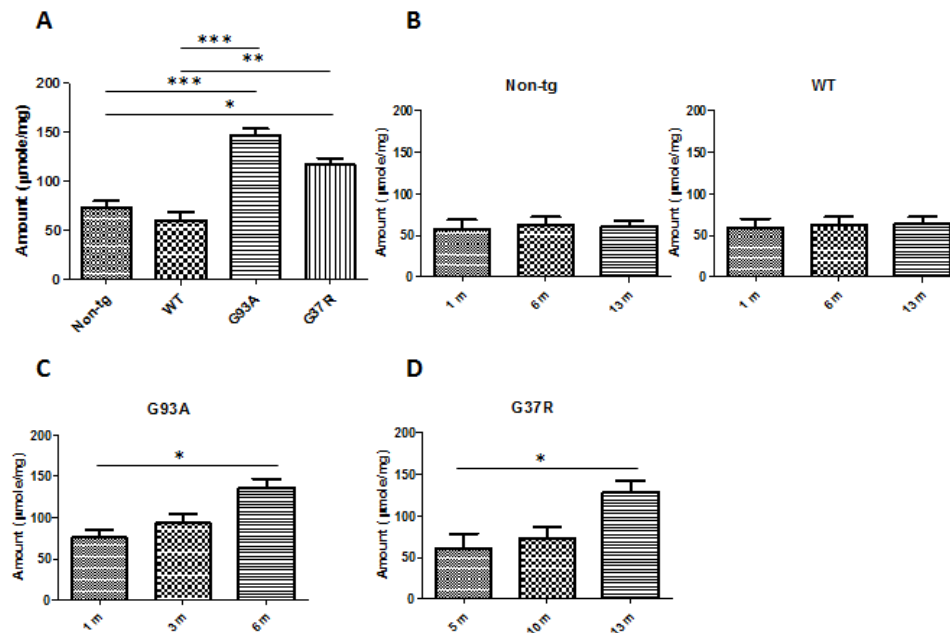 A
***
**
***
*
Amount (µmole/mg)
200
150
100
50
0
Non-tg
WT
G93A
G37R
B
Non-tg
Amount (µmole/mg)
200
150
100
50
0
1 m
6 m
13 m
WT
Amount (µmole/mg)
200
150
100
50
0
1 m
6 m
13 m
C
G93A
*
Amount (µmole/mg)
200
150
100
50
0
1 m
3 m
6 m
D
G37R
*
Amount (µmole/mg)
200
150
100
50
0
5 m
10 m
13 m